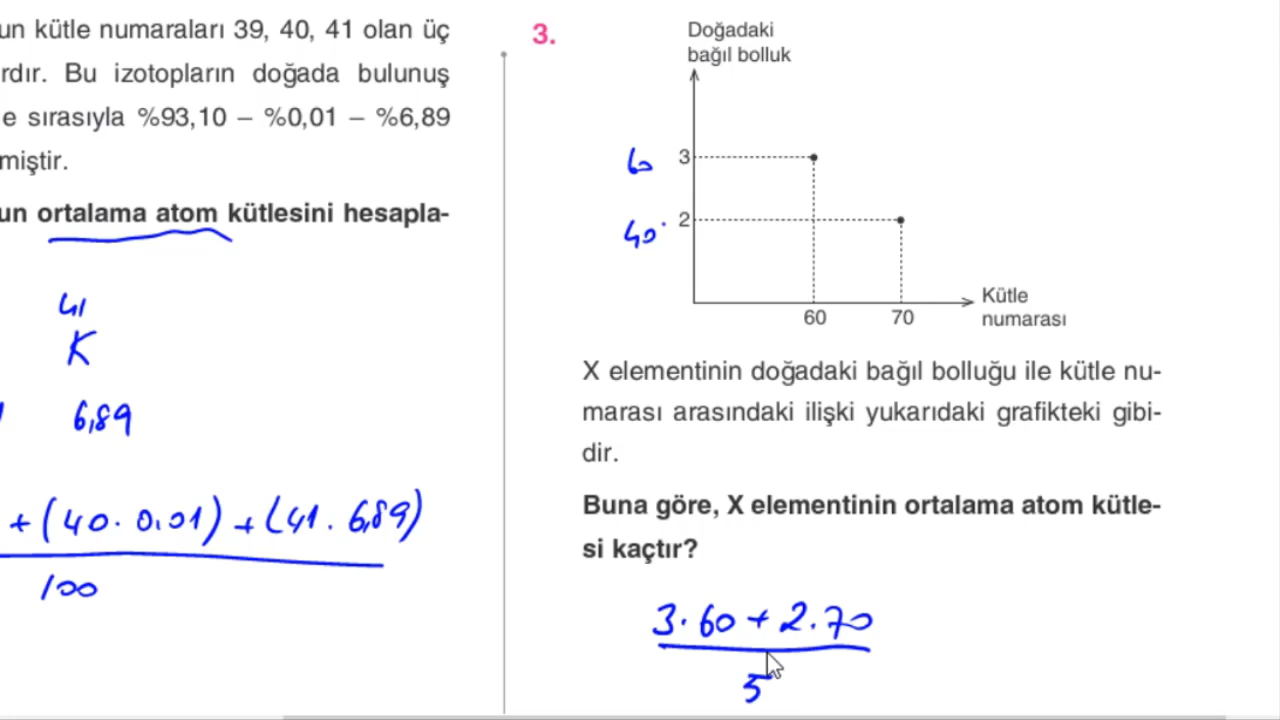 un kütle numaraları 39, 40, 41 olan üç
rdır. Bu izotopların doğada bulunuş
e sırasıyla %93,10 – %0,01 – %6,89
miştir.
un ortalama atom kütlesini hesapla-
41
K
6,89
+ (40. 0,01) + (41. 6,89)
100
3.
Doğadaki
bağıl bolluk
60 3
40 2
60 70
Kütle
numarası
X elementinin doğadaki bağıl bolluğu ile kütle nu-
marası arasındaki ilişki yukarıdaki grafikteki gibi-
dir.
Buna göre, X elementinin ortalama atom kütle-
si kaçtır?
3.60 + 2.70
5